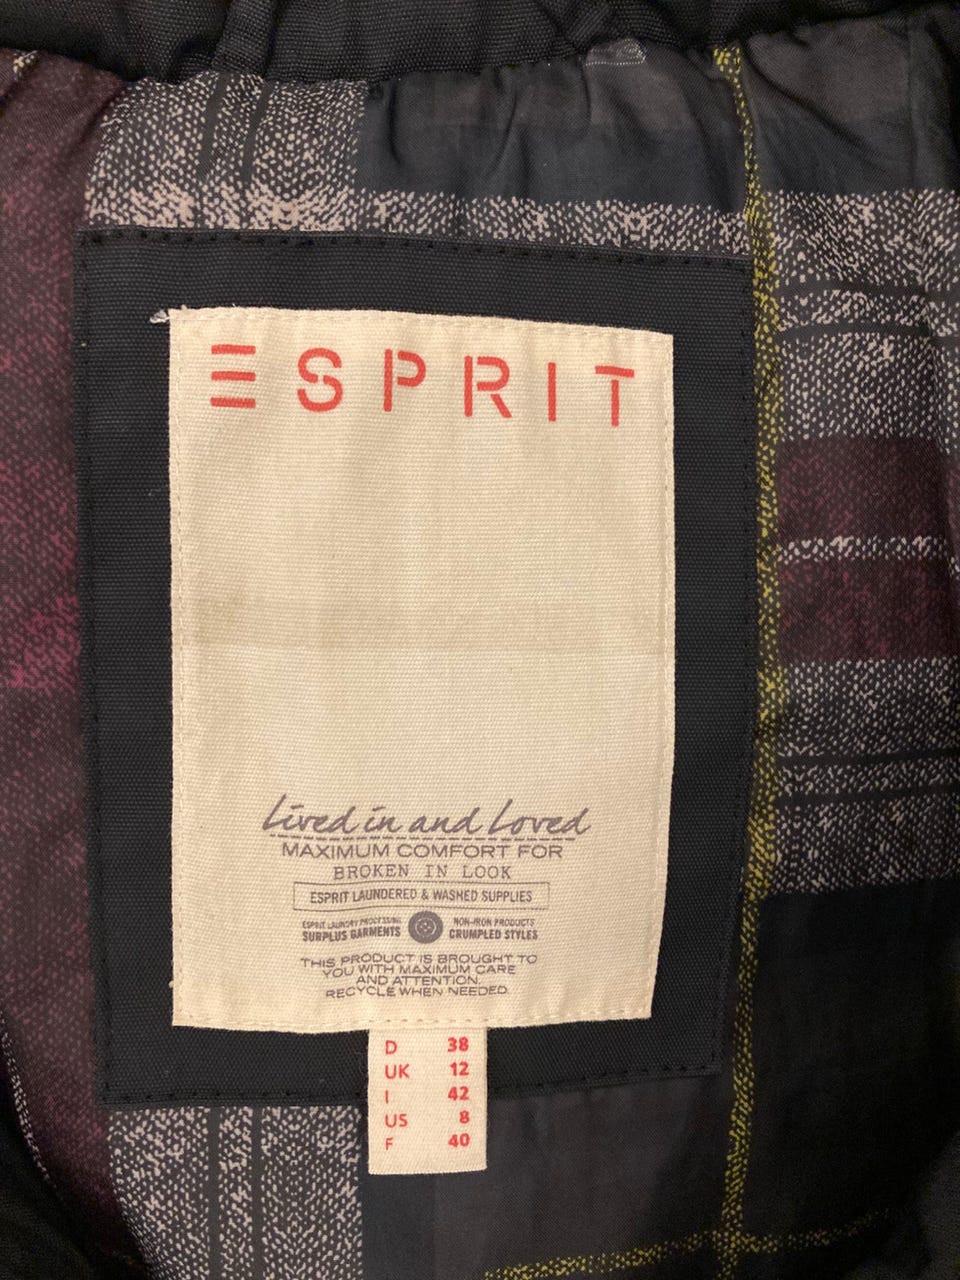 ESPRIT
Lived in and Loved
MAXIMUM COMFORT FOR
BROKEN IN LOOK
ESPRIT LAUNDERED & WASHED SUPPLIES
ESPRIT LAUNDRY PROCESSING
SURPLUS GARMENTS
NON-IRON PRODUCTS
CRUMPLED STYLES
THIS PRODUCT IS BROUGHT TO
YOU WITH MAXIMUM CARE
AND ATTENTION.
RECYCLE WHEN NEEDED.
D 38
UK 12
I 42
US 8
F 40